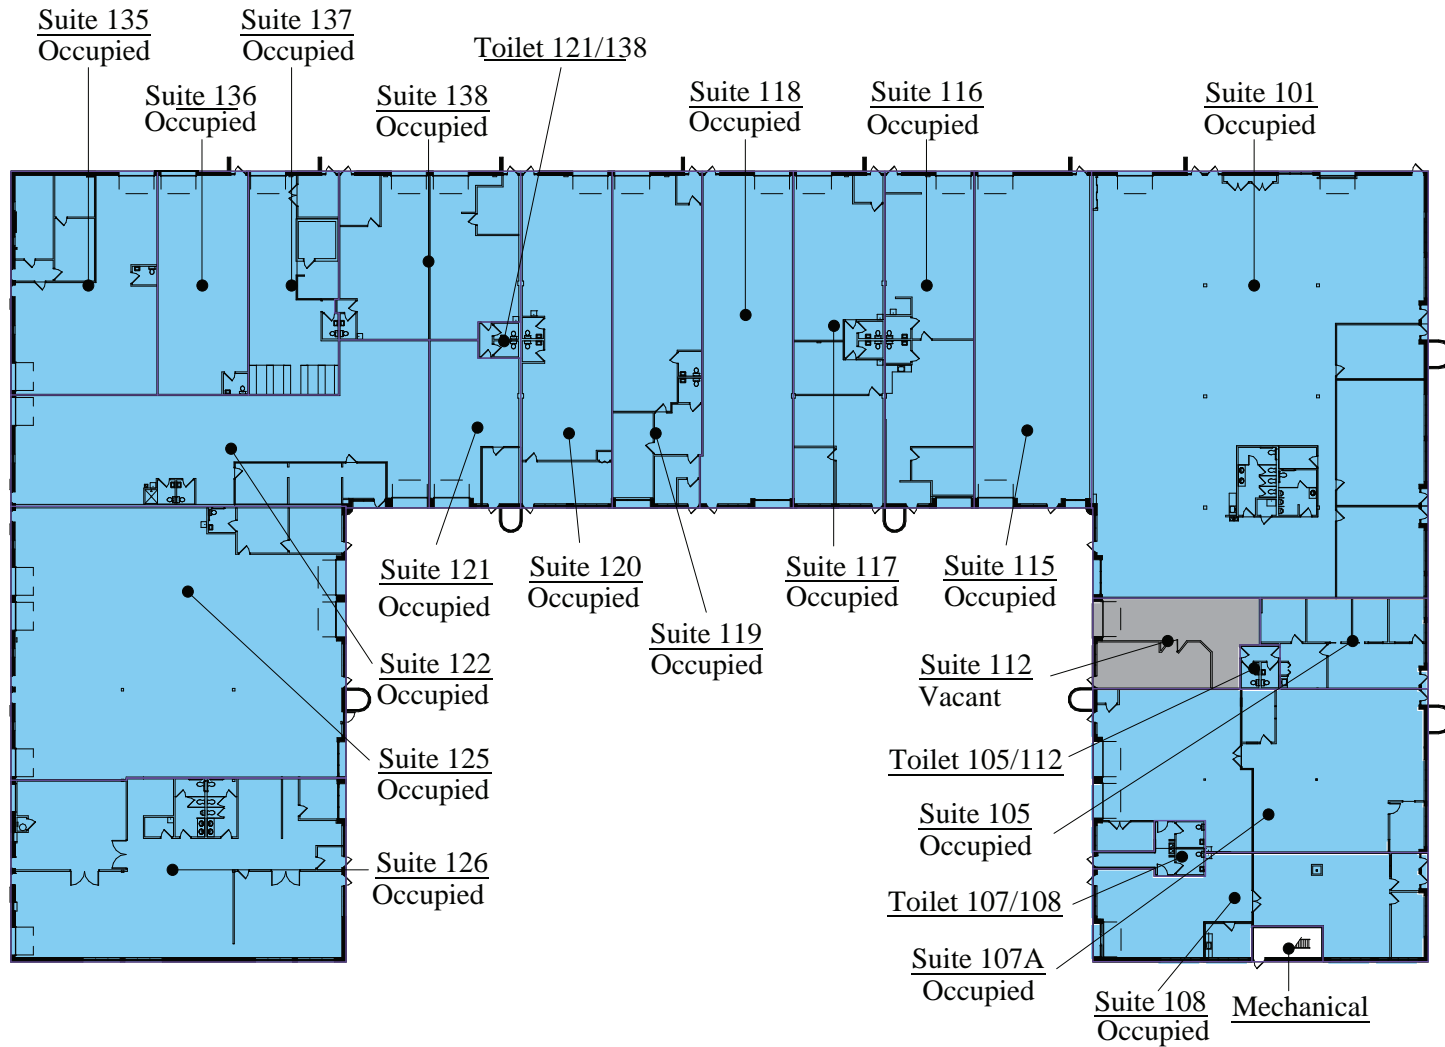 Suite 135
Occupied
Suite 137
Occupied
Toilet 121/138
Suite 136
Occupied
Suite 138
Occupied
Suite 118
Occupied
Suite 116
Occupied
Suite 101
Occupied
Suite 121
Occupied
Suite 120
Occupied
Suite 117
Occupied
Suite 115
Occupied
Suite 119
Occupied
Suite 122
Occupied
Suite 112
Vacant
Suite 125
Occupied
Toilet 105/112
Suite 105
Occupied
Suite 126
Occupied
Toilet 107/108
Suite 107A
Occupied
Suite 108
Occupied
Mechanical